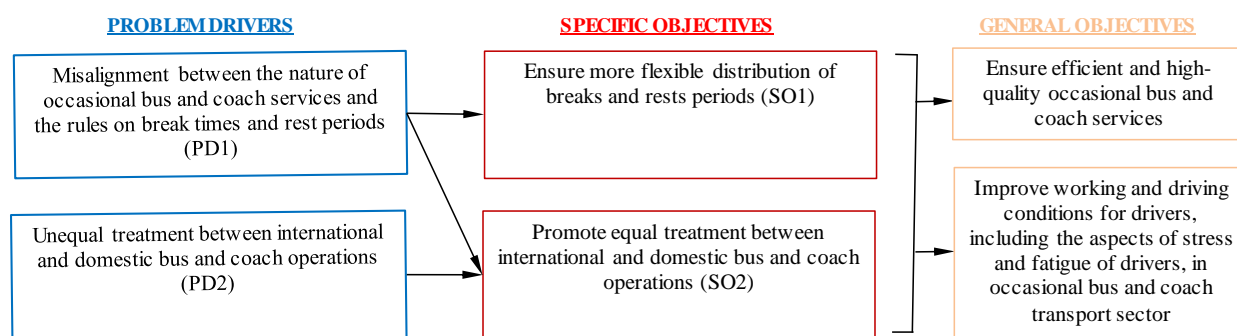 PROBLEM DRIVERS
SPECIFIC OBJECTIVES
GENERAL OBJECTIVES
Misalignment between the nature of
occasional bus and coach services and
the rules on break times and rest periods
(PD1)
Ensure more flexible distribution of
breaks and rests periods (SO1)
Ensure efficient and high-
quality occasional bus and
coach services
Unequal treatment between international
and domestic bus and coach operations
(PD2)
Promote equal treatment between
international and domestic bus and coach
operations (SO2)
Improve working and driving
conditions for drivers,
including the aspects of stress
and fatigue of drivers, in
occasional bus and coach
transport sector